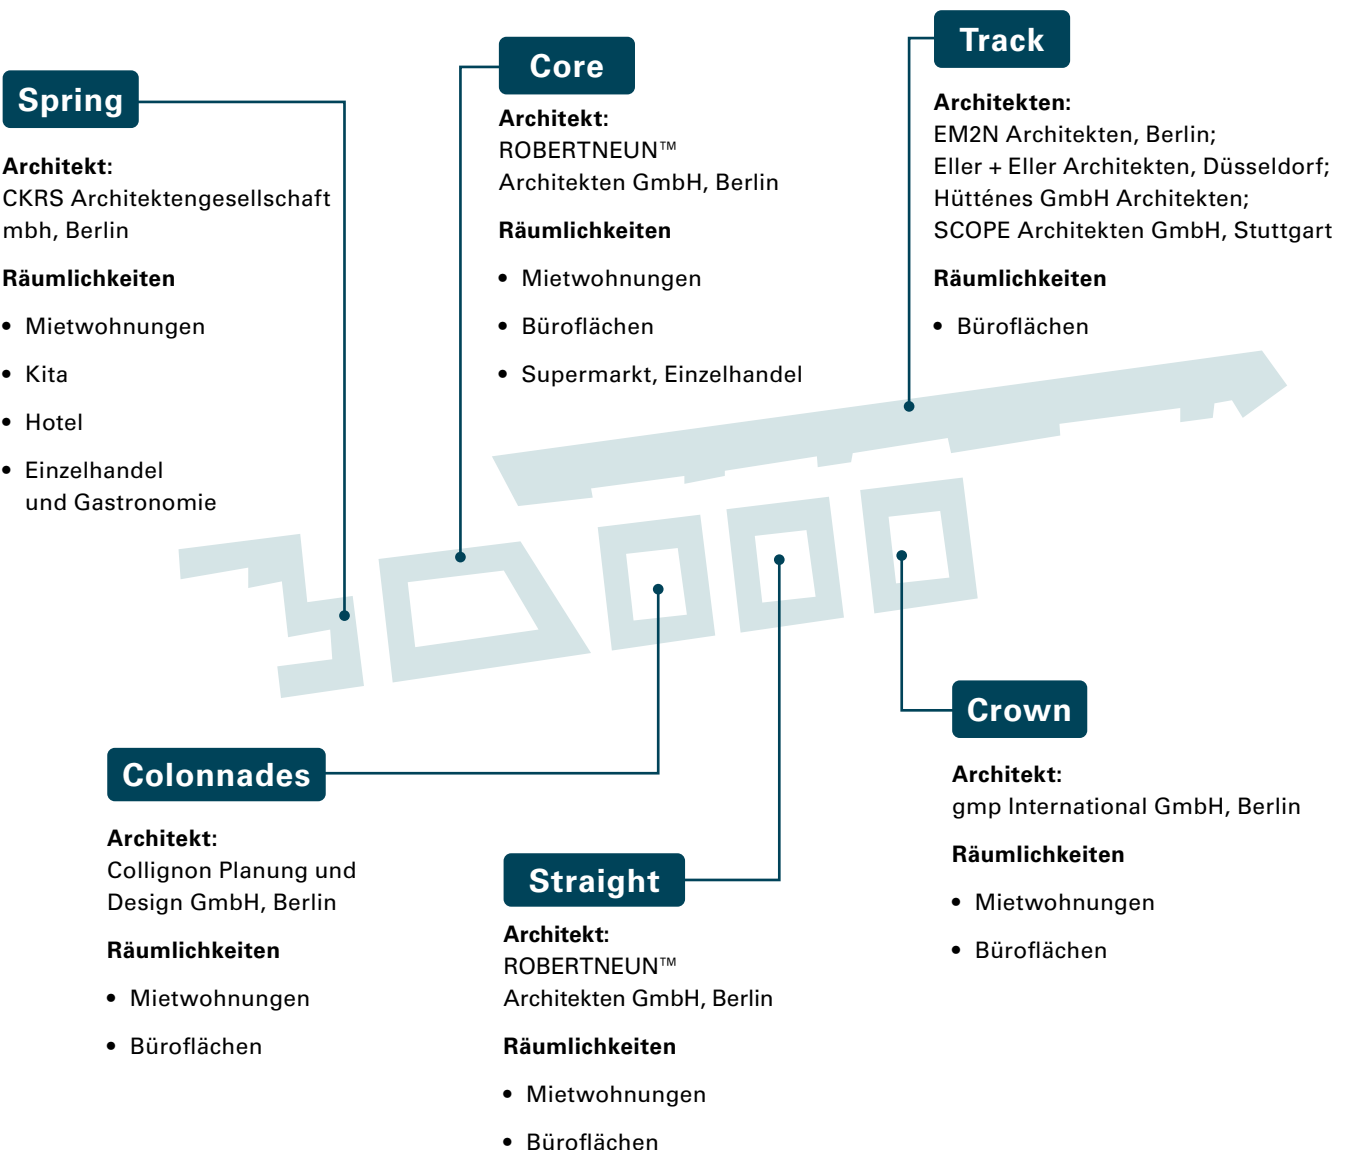 Spring
Architekt:
CKRS Architektengesellschaft
mbh, Berlin
Räumlichkeiten
• Mietwohnungen
• Kita
• Hotel
• Einzelhandel
und Gastronomie
Core
Architekt:
ROBERTNEUN™
Architekten GmbH, Berlin
Räumlichkeiten
• Mietwohnungen
• Büroflächen
• Supermarkt, Einzelhandel
Track
Architekten:
EM2N Architekten, Berlin;
Eller + Eller Architekten, Düsseldorf;
Hütténes GmbH Architekten;
SCOPE Architekten GmbH, Stuttgart
Räumlichkeiten
• Büroflächen
Colonnades
Architekt:
Collignon Planung und
Design GmbH, Berlin
Räumlichkeiten
• Mietwohnungen
• Büroflächen
Straight
Architekt:
ROBERTNEUN™
Architekten GmbH, Berlin
Räumlichkeiten
• Mietwohnungen
• Büroflächen
Crown
Architekt:
gmp International GmbH, Berlin
Räumlichkeiten
• Mietwohnungen
• Büroflächen